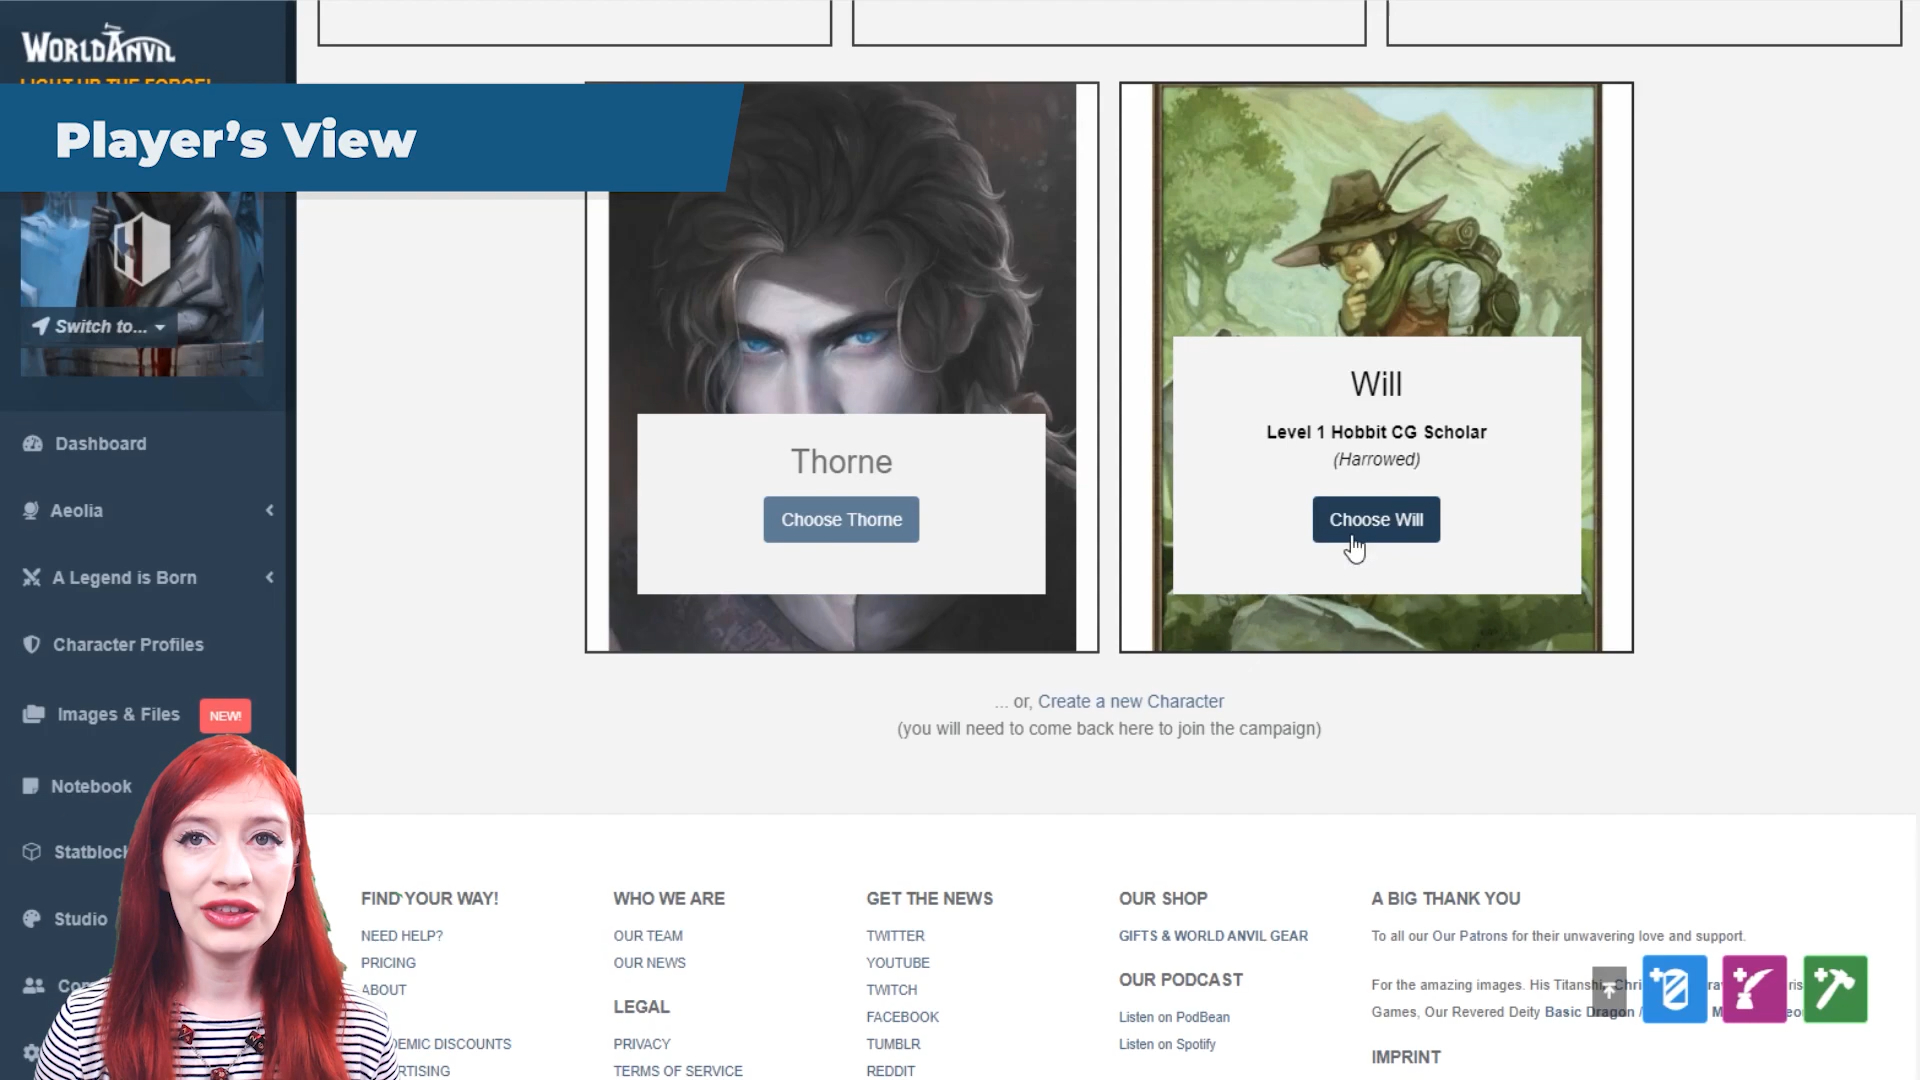 WORLDANVIL
LIGHT UP THE FORGE!
Player's View
Switch to...
Dashboard
Aeolia
A Legend is Born
Character Profiles
Images & Files NEW!
Notebook
Studio
Thorne
Choose Thorne
Will
Level 1 Hobbit CG Scholar
(Harrowed)
Choose Will
... or, Create a new Character
(you will need to come back here to join the campaign)
FIND YOUR WAY!
NEED HELP?
PRICING
ABOUT
DISCOUNTS
WHO WE ARE
OUR TEAM
OUR NEWS
LEGAL
PRIVACY
TERMS OF SERVICE
GET THE NEWS
TWITTER
YOUTUBE
TWITCH
FACEBOOK
TUMBLR
REDDIT
OUR SHOP
GIFTS & WORLD ANVIL GEAR
OUR PODCAST
Listen on PodBean
Listen on Spotify
A BIG THANK YOU
To all our Our Patrons for their unwavering love and support.
For the amazing images. His Titanship
Games, Our Revered Deity Basic Dragon /
IMPRINT